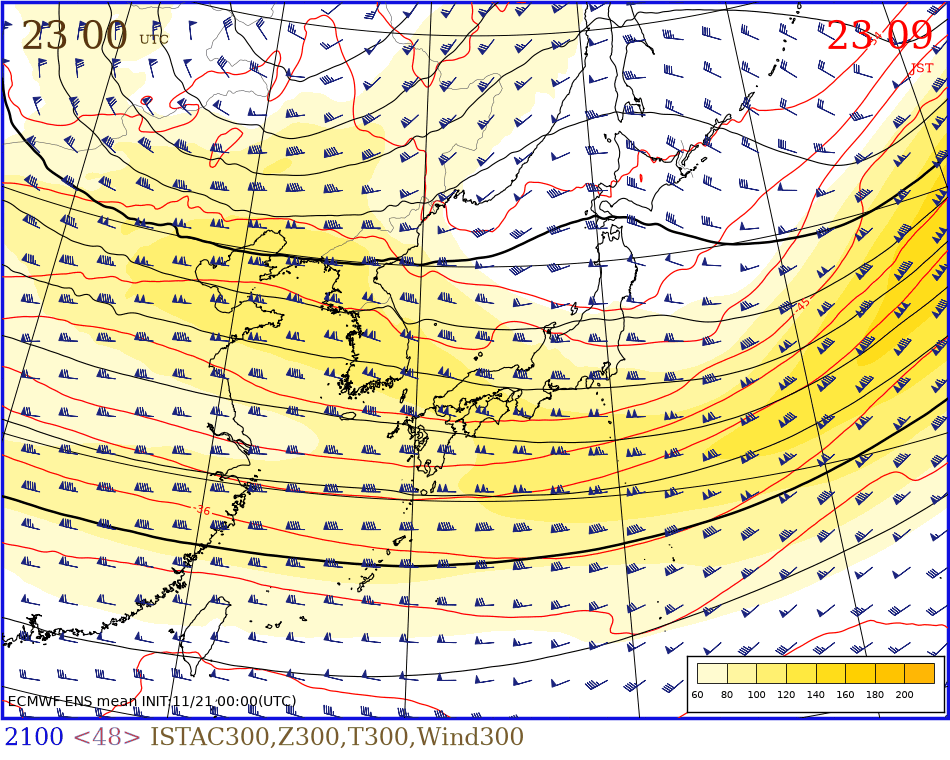 23 00 UTC
23 09
JST
-54
-45
-36
60 80 100 120 140 160 180 200
ECMWF ENS mean INIT:11/21 00:00(UTC)
2100 <48> ISTAC300,Z300,T300,Wind300